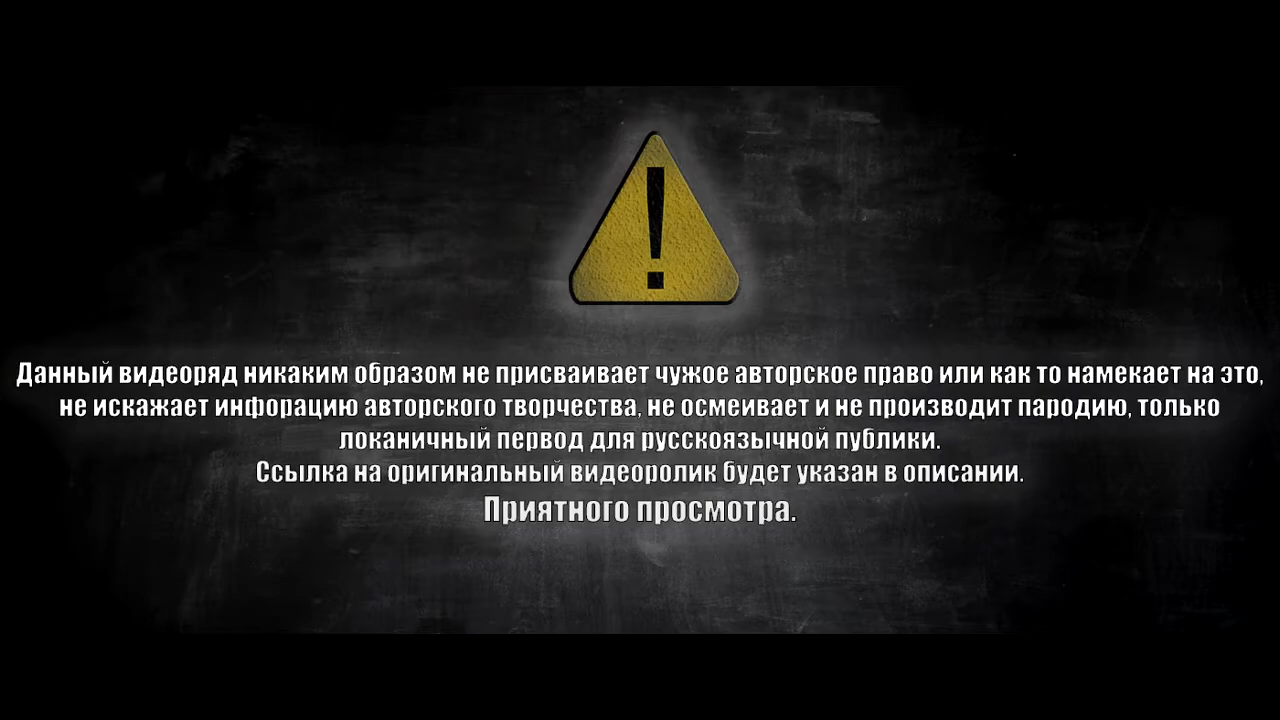 Данный видеоряд никаким образом не присваивает чужое авторское право или как то намекает на это,
не искажает инфорацию авторского творчества, не осмеивает и не производит пародию, только
локаничный первод для русскоязычной публики.
Ссылка на оригинальный видеоролик будет указан в описании.
Приятного просмотра.